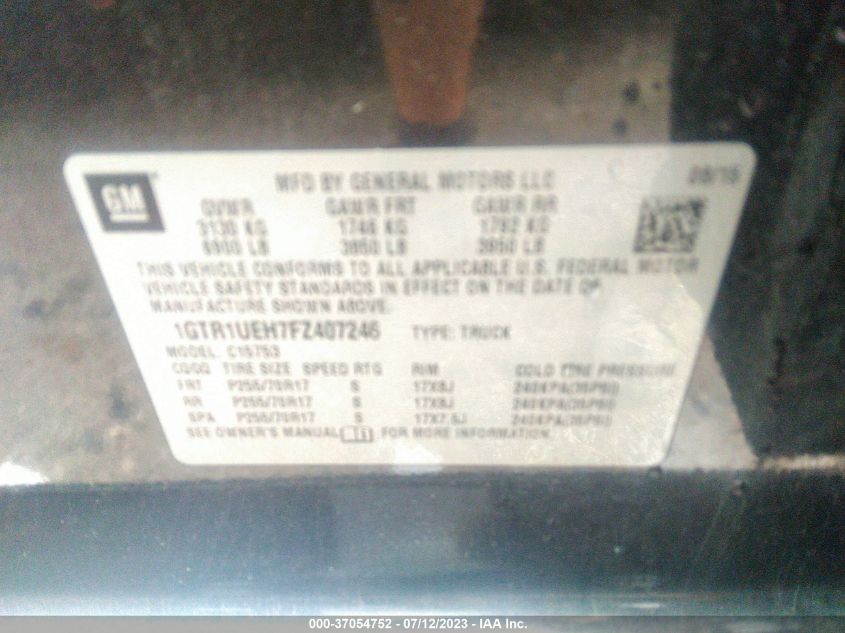 GM
MFD BY GENERAL MOTORS LLC
GVWR GAWR FRT GAWR RR
3130 KG 1746 KG 1792 KG
6900 LB 3850 LB 3950 LB
THIS VEHICLE CONFORMS TO ALL APPLICABLE U.S. FEDERAL MOTOR
VEHICLE SAFETY STANDARDS IN EFFECT ON THE DATE OF
MANUFACTURE SHOWN ABOVE.
1GTR1UEH7FZ407246 TYPE: TRUCK
MODEL:
TIRE SIZE SPEED RTG RIM COLD TIRE PRESSURE
FRT P255/70R17 S 17X8J 240KPA(35PSI)
RR P255/70R17 S 17X8J 240KPA(35PSI)
SPA P255/70R17 S 17X7.5J 240KPA(35PSI)
SEE OWNER'S MANUAL FOR MORE INFORMATION.
000-37054752 - 07/12/2023 - IAA Inc.